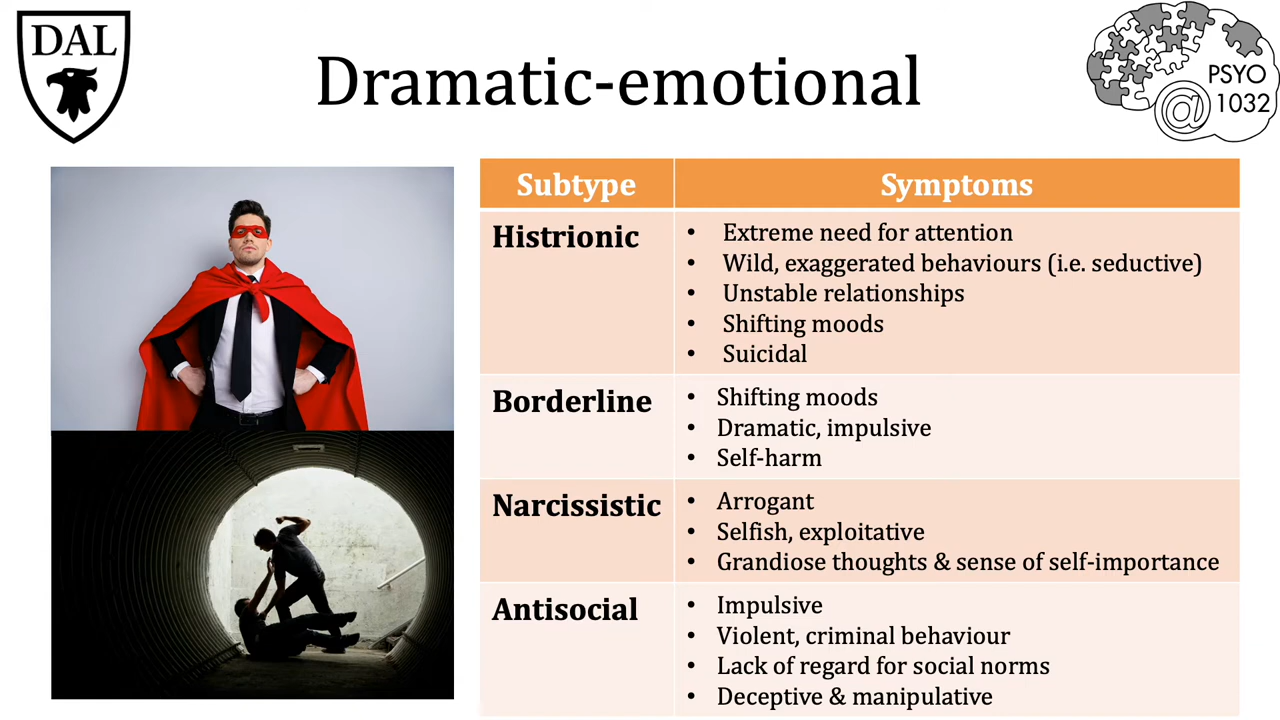 DAL
Dramatic-emotional
PSYO
@ 1032
Subtype Symptoms
Histrionic
• Extreme need for attention
• Wild, exaggerated behaviours (i.e. seductive)
• Unstable relationships
• Shifting moods
• Suicidal
Borderline
• Shifting moods
• Dramatic, impulsive
• Self-harm
Narcissistic
• Arrogant
• Selfish, exploitative
• Grandiose thoughts & sense of self-importance
Antisocial
• Impulsive
• Violent, criminal behaviour
• Lack of regard for social norms
• Deceptive & manipulative